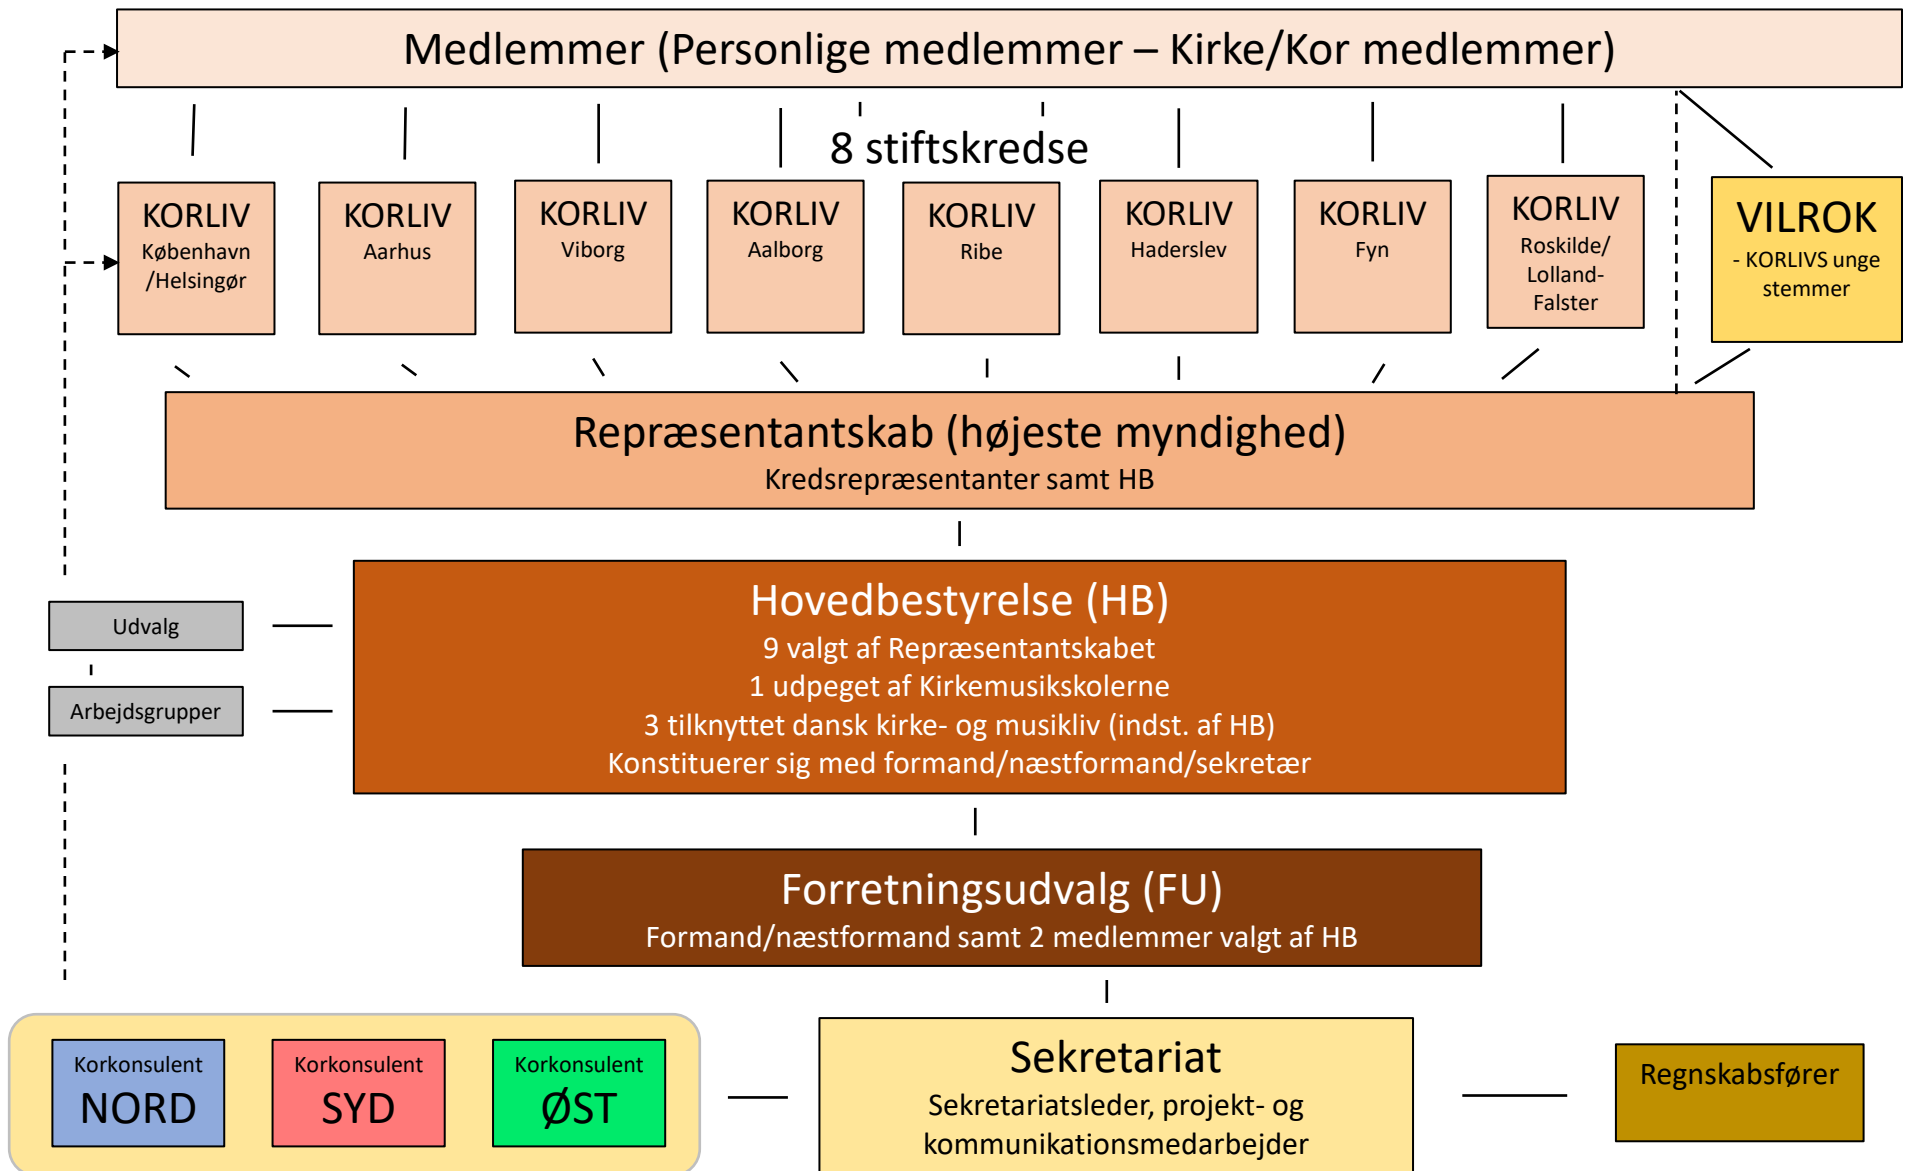 Medlemmer (Personlige medlemmer – Kirke/Kor medlemmer)
8 stiftskredse
KORLIV
København
/Helsingør
KORLIV
Aarhus
KORLIV
Viborg
KORLIV
Aalborg
KORLIV
Ribe
KORLIV
Haderslev
KORLIV
Fyn
KORLIV
Roskilde/
Lolland-
Falster
VILROK
- KORLIVS unge
stemmer
Repræsentantskab (højeste myndighed)
Kredsrepræsentanter samt HB
Hovedbestyrelse (HB)
9 valgt af Repræsentantskabet
1 udpeget af Kirkemusikskolerne
3 tilknyttet dansk kirke- og musikliv (indst. af HB)
Konstituerer sig med formand/næstformand/sekretær
Udvalg
Arbejdsgrupper
Forretningsudvalg (FU)
Formand/næstformand samt 2 medlemmer valgt af HB
Korkonsulent
NORD
Korkonsulent
SYD
Korkonsulent
ØST
Sekretariat
Sekretariatsleder, projekt- og
kommunikationsmedarbejder
Regnskabsfører